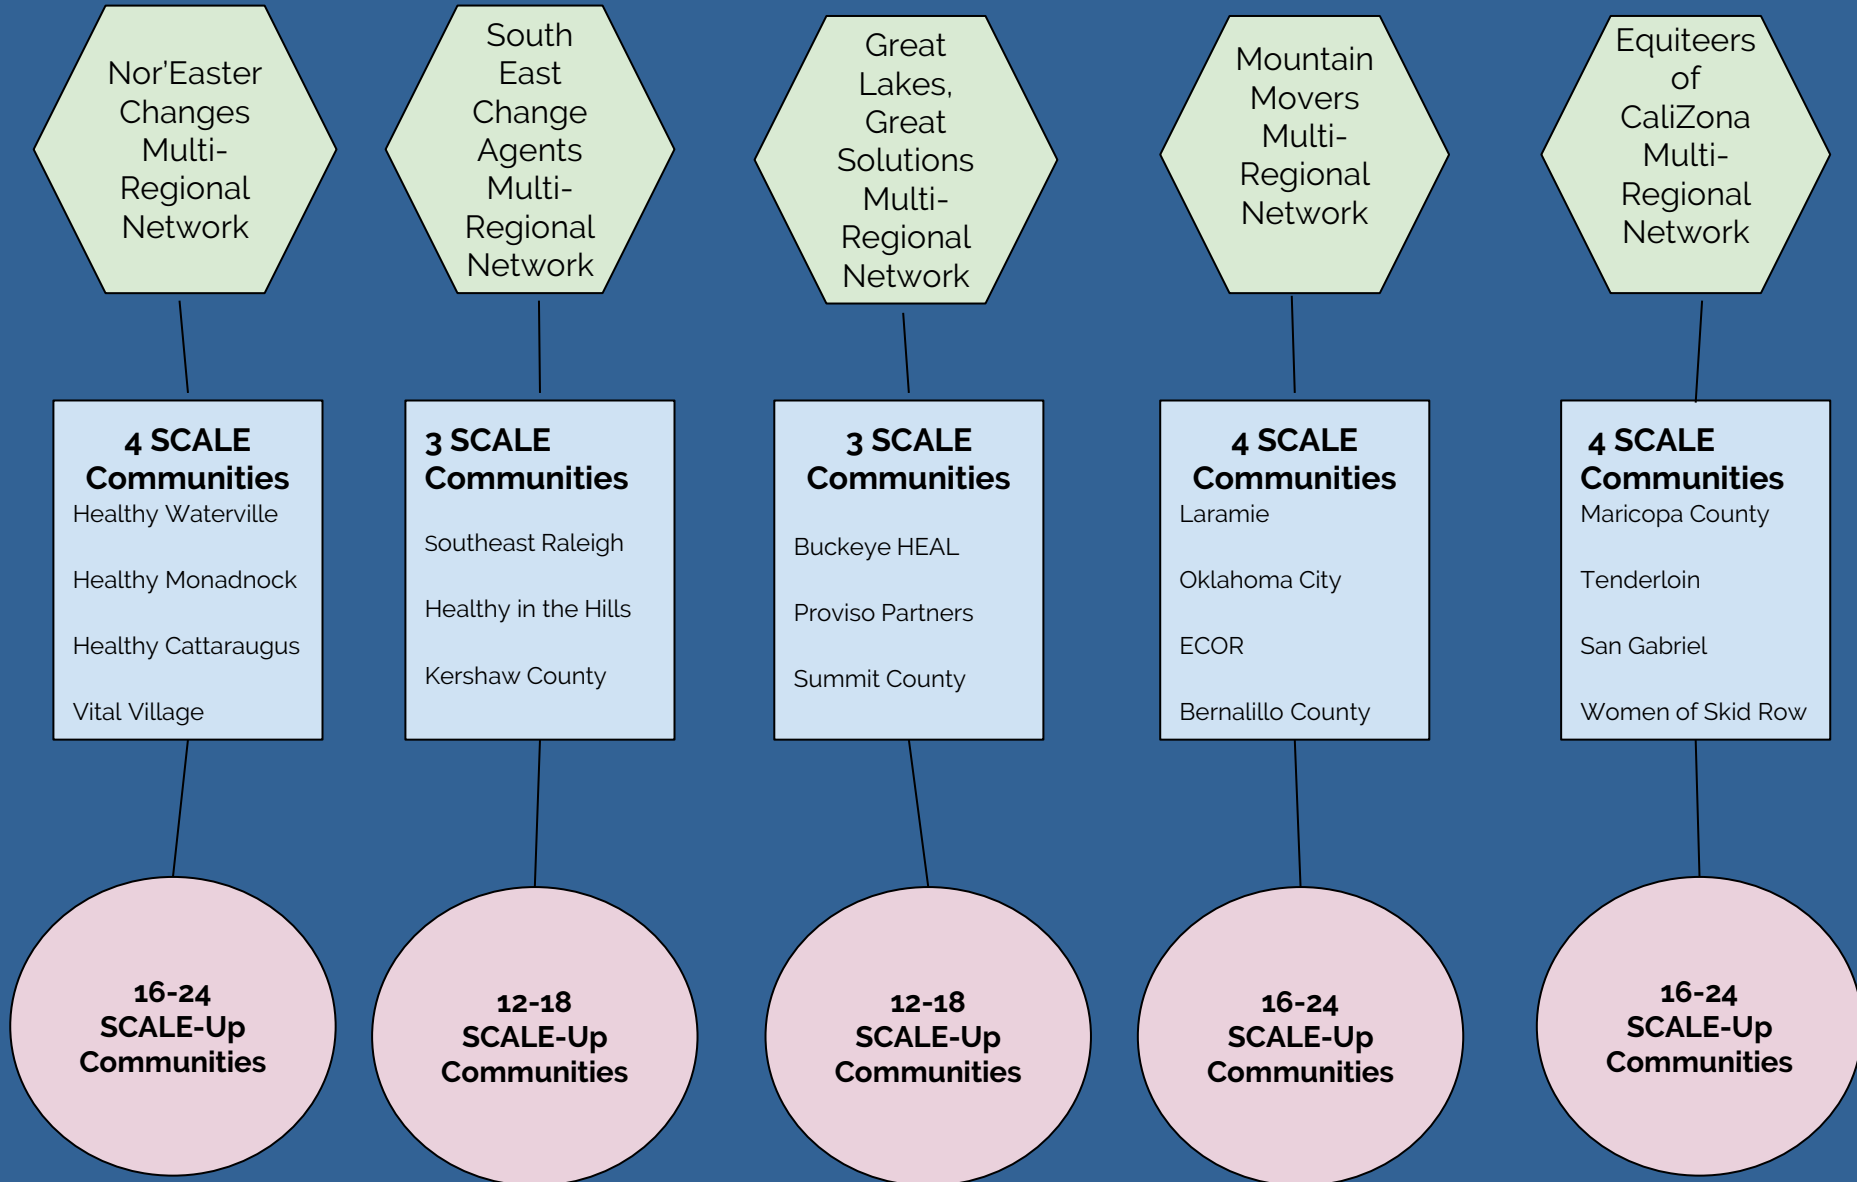 Nor’Easter
Changes
Multi-
Regional
Network
South
East
Change
Agents
Multi-
Regional
Network
Great
Lakes,
Great
Solutions
Multi-
Regional
Network
Mountain
Movers
Multi-
Regional
Network
Equiteers
of
CaliZona
Multi-
Regional
Network
4 SCALE
Communities
Healthy Waterville
Healthy Monadnock
Healthy Cattaraugus
Vital Village
3 SCALE
Communities
Southeast Raleigh
Healthy in the Hills
Kershaw County
3 SCALE
Communities
Buckeye HEAL
Proviso Partners
Summit County
4 SCALE
Communities
Laramie
Oklahoma City
ECOR
Bernalillo County
4 SCALE
Communities
Maricopa County
Tenderloin
San Gabriel
Women of Skid Row
16-24
SCALE-Up
Communities
12-18
SCALE-Up
Communities
12-18
SCALE-Up
Communities
16-24
SCALE-Up
Communities
16-24
SCALE-Up
Communities